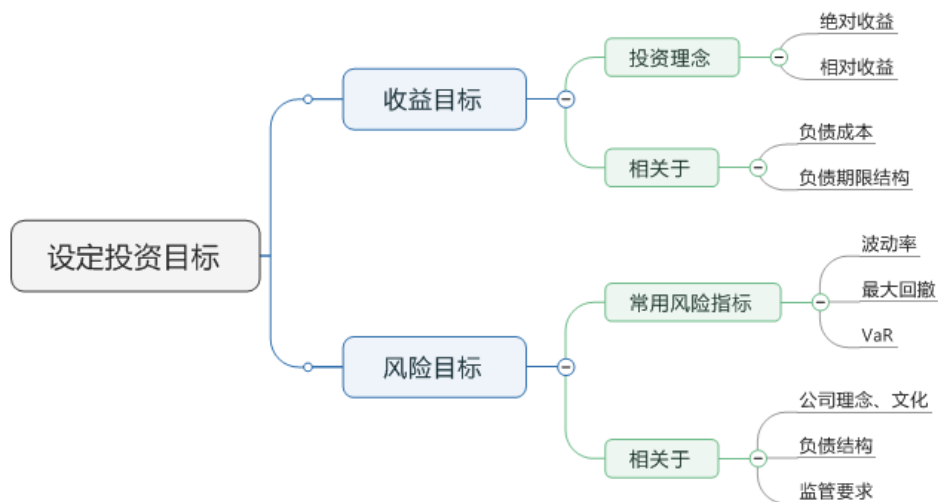 设定投资目标
收益目标
投资理念
绝对收益
相对收益
相关于
负债成本
负债期限结构
风险目标
常用风险指标
波动率
最大回撤
VaR
相关于
公司理念、文化
负债结构
监管要求